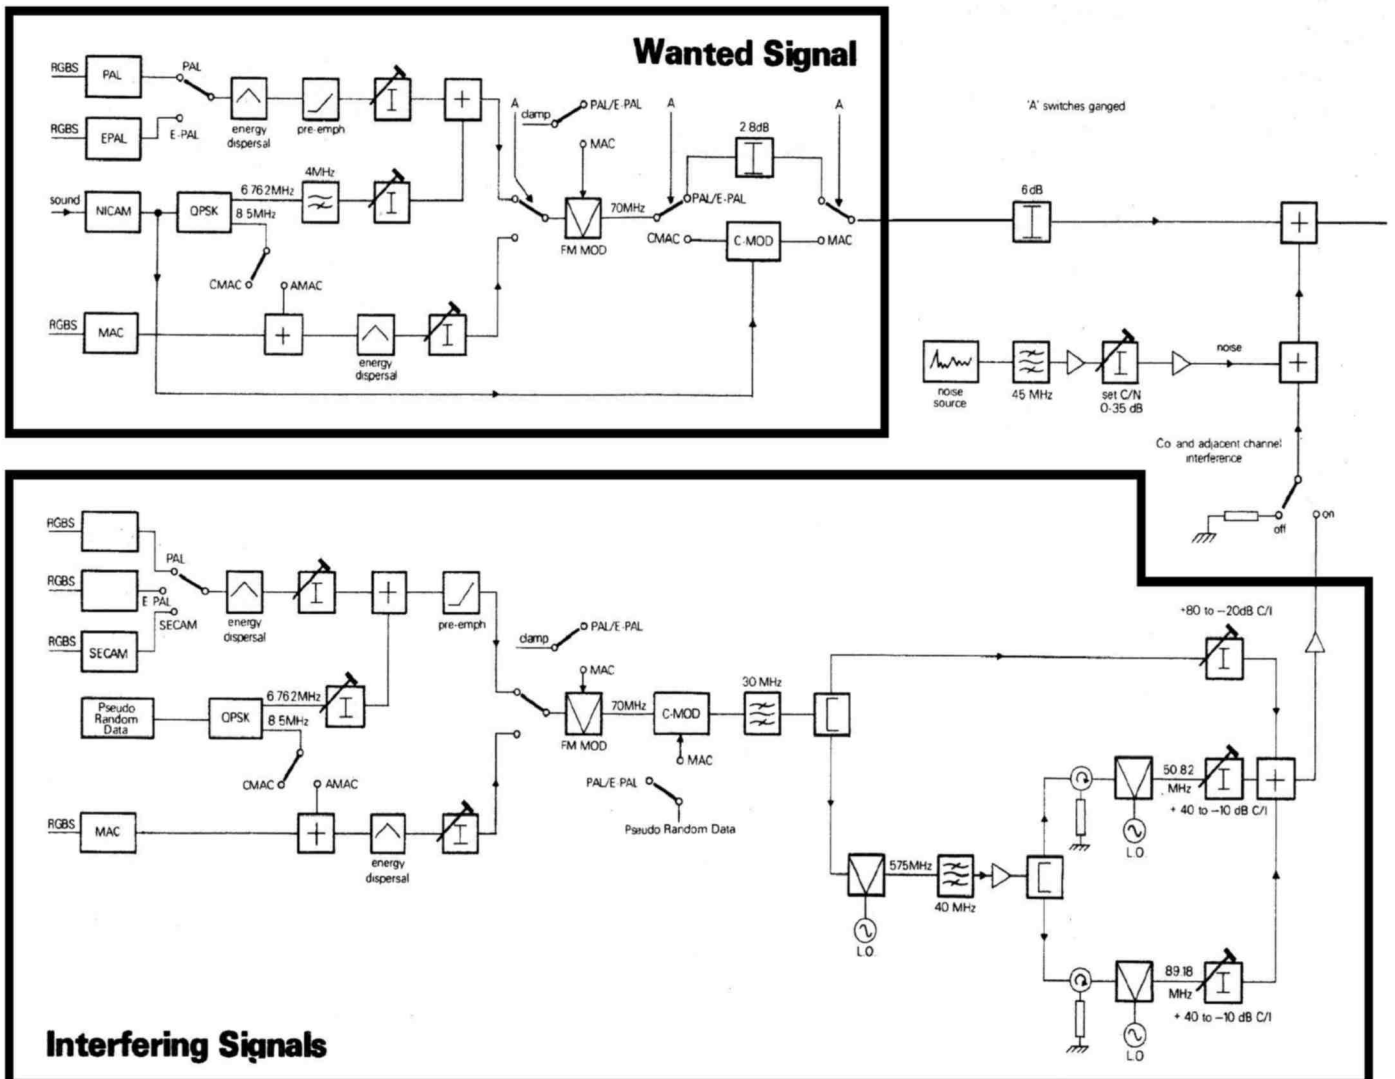 Wanted Signal
RGBS
PAL
PAL
RGBS
EPAL
E-PAL
energy
dispersal
pre-emph
A
clamp
PAL/E-PAL
MAC
A
2 8dB
A
'A' switches ganged
sound
NICAM
QPSK
6 762MHz
8 5MHz
4MHz
FM MOD
70MHz
PAL/E-PAL
CMAC
C-MOD
MAC
6 dB
CMAC
AMAC
RGBS
MAC
energy
dispersal
noise
source
45 MHz
set C/N
0-35 dB
noise
Co and adjacent channel
interference
off
on
RGBS
RGBS
RGBS
SECAM
PAL
E PAL
SECAM
energy
dispersal
pre-emph
clamp
PAL/E-PAL
MAC
Pseudo
Random
Data
QPSK
6 762MHz
8 5MHz
FM MOD
70MHz
C-MOD
MAC
30 MHz
+80 to -20dB C/I
CMAC
AMAC
PAL/E-PAL
Pseudo Random Data
RGBS
MAC
energy
dispersal
575MHz
40 MHz
L.O.
50.82
MHz
+ 40 to -10 dB C/I
L.O.
89.18
MHz
+ 40 to -10 dB C/I
L.O
Interfering Signals